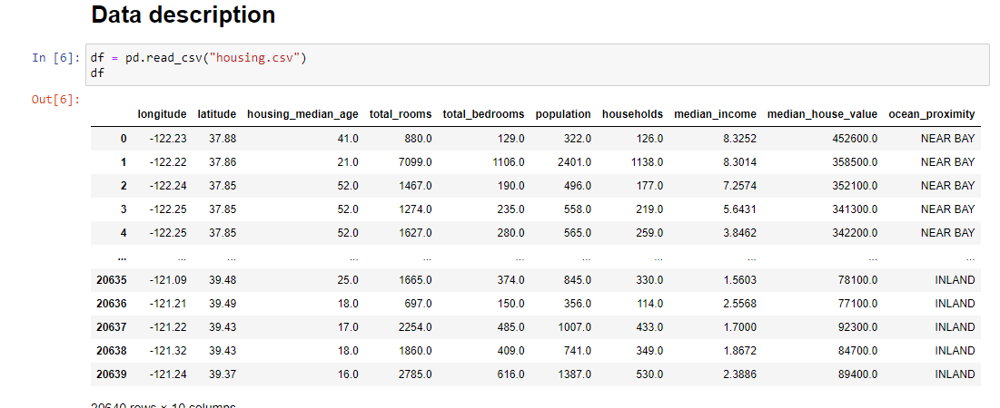 Data description
In [6]: df = pd.read_csv("housing.csv")
df
Out[6]:
longitude latitude housing_median_age total_rooms total_bedrooms population households median_income median_house_value ocean_proximity
0 -122.23 37.88 41.0 880.0 129.0 322.0 126.0 8.3252 452600.0 NEAR BAY
1 -122.22 37.86 21.0 7099.0 1106.0 2401.0 1138.0 8.3014 358500.0 NEAR BAY
2 -122.24 37.85 52.0 1467.0 190.0 496.0 177.0 7.2574 352100.0 NEAR BAY
3 -122.25 37.85 52.0 1274.0 235.0 558.0 219.0 5.6431 341300.0 NEAR BAY
4 -122.25 37.85 52.0 1627.0 280.0 565.0 259.0 3.8462 342200.0 NEAR BAY
... ... ... ... ... ... ... ... ... ... ...
20635 -121.09 39.48 25.0 1665.0 374.0 845.0 330.0 1.5603 78100.0 INLAND
20636 -121.21 39.49 18.0 697.0 150.0 356.0 114.0 2.5568 77100.0 INLAND
20637 -121.22 39.43 17.0 2254.0 485.0 1007.0 433.0 1.7000 92300.0 INLAND
20638 -121.32 39.43 18.0 1860.0 409.0 741.0 349.0 1.8672 84700.0 INLAND
20639 -121.24 39.37 16.0 2785.0 616.0 1387.0 530.0 2.3886 89400.0 INLAND
20640 rows × 10 columns